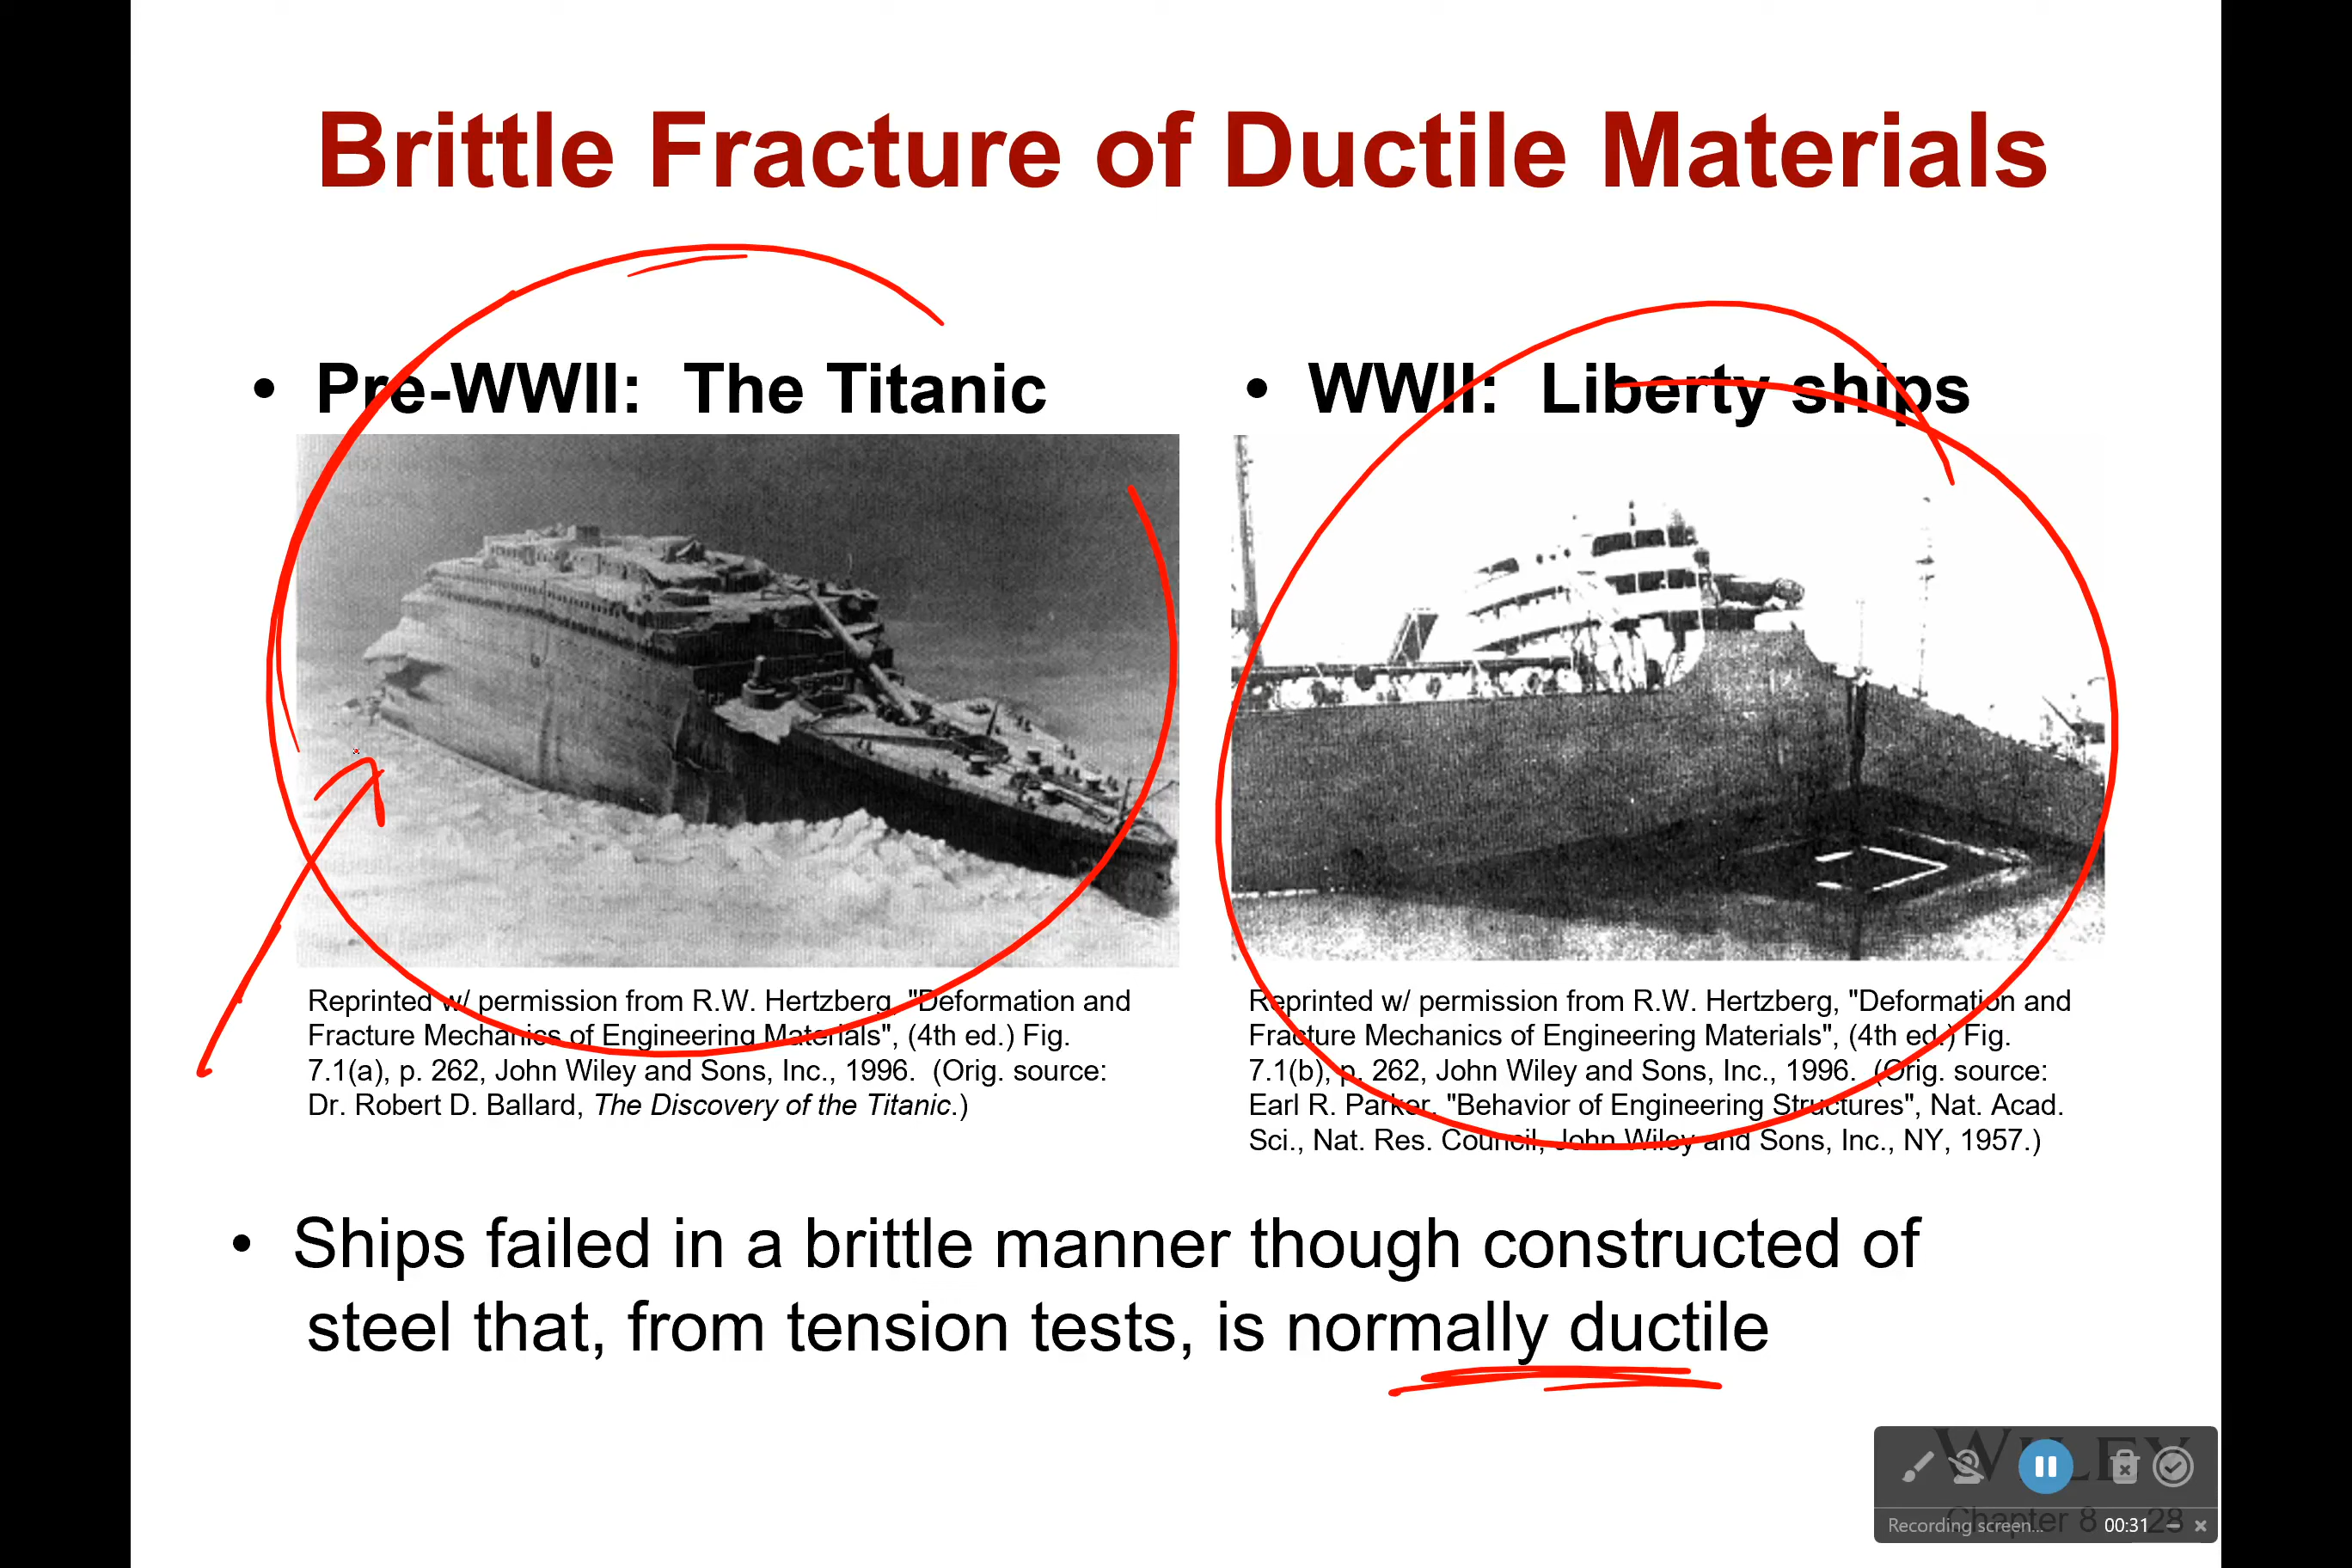 Brittle Fracture of Ductile Materials
• Pre-WWII: The Titanic
Reprinted w/ permission from R.W. Hertzberg, "Deformation and
Fracture Mechanics of Engineering Materials", (4th ed.) Fig.
7.1(a), p. 262, John Wiley and Sons, Inc., 1996. (Orig. source:
Dr. Robert D. Ballard, The Discovery of the Titanic.)
• WWII: Liberty ships
Reprinted w/ permission from R.W. Hertzberg, "Deformation and
Fracture Mechanics of Engineering Materials", (4th ed.) Fig.
7.1(b), p. 262, John Wiley and Sons, Inc., 1996. (Orig. source:
Earl R. Parker, "Behavior of Engineering Structures", Nat. Acad.
Sci., Nat. Res. Council, John Wiley and Sons, Inc., NY, 1957.)
• Ships failed in a brittle manner though constructed of
steel that, from tension tests, is normally ductile
WILEY
Chapter 8 28
Recording screen... 00:31